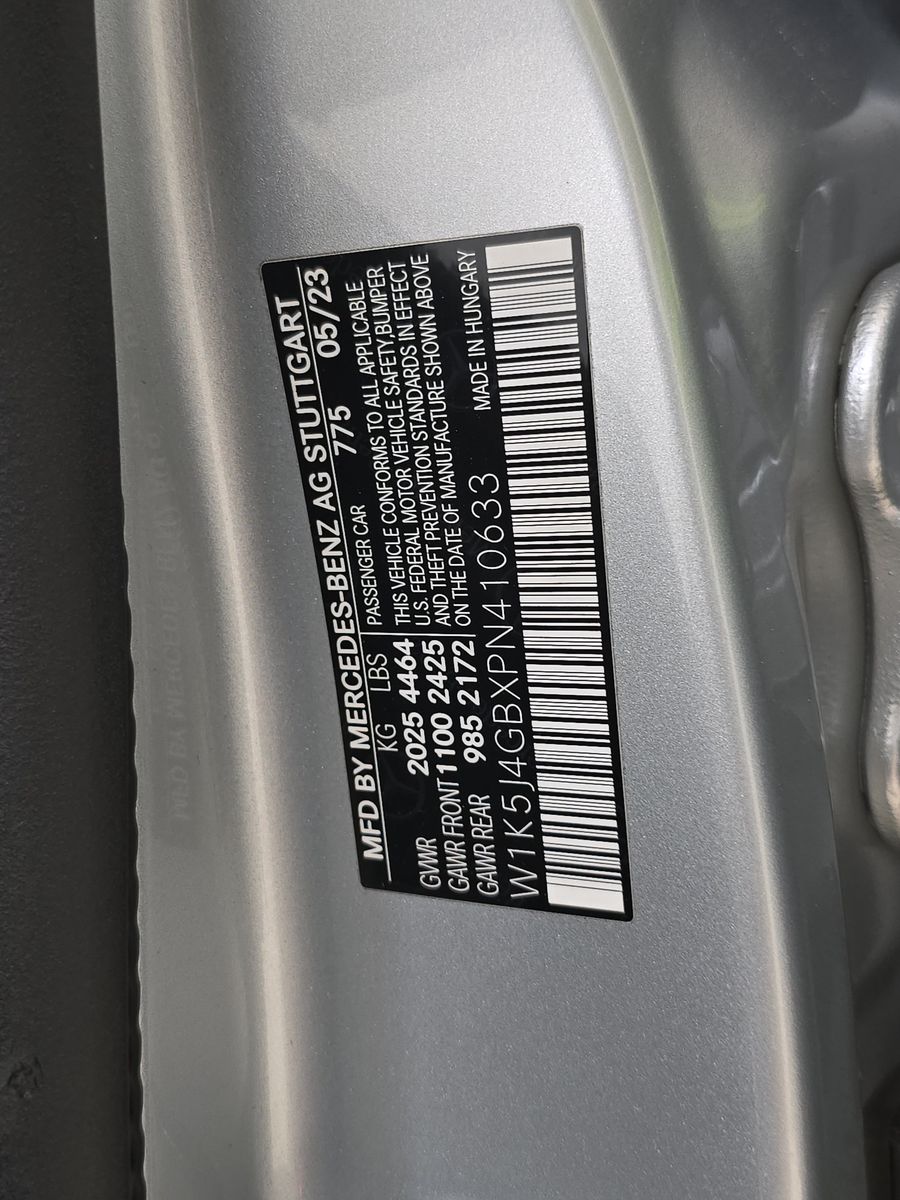 MFD BY MERCEDES-BENZ AG STUTTGART
KG LBS 775 05/23
PASSENGER CAR
THIS VEHICLE CONFORMS TO ALL APPLICABLE
U.S. FEDERAL MOTOR VEHICLE SAFETY, BUMPER
AND THEFT PREVENTION STANDARDS IN EFFECT
ON THE DATE OF MANUFACTURE SHOWN ABOVE
GVWR 2025 4464
GAWR FRONT 1100 2425
GAWR REAR 985 2172
MADE IN HUNGARY
W1K5J4GBXPN410633